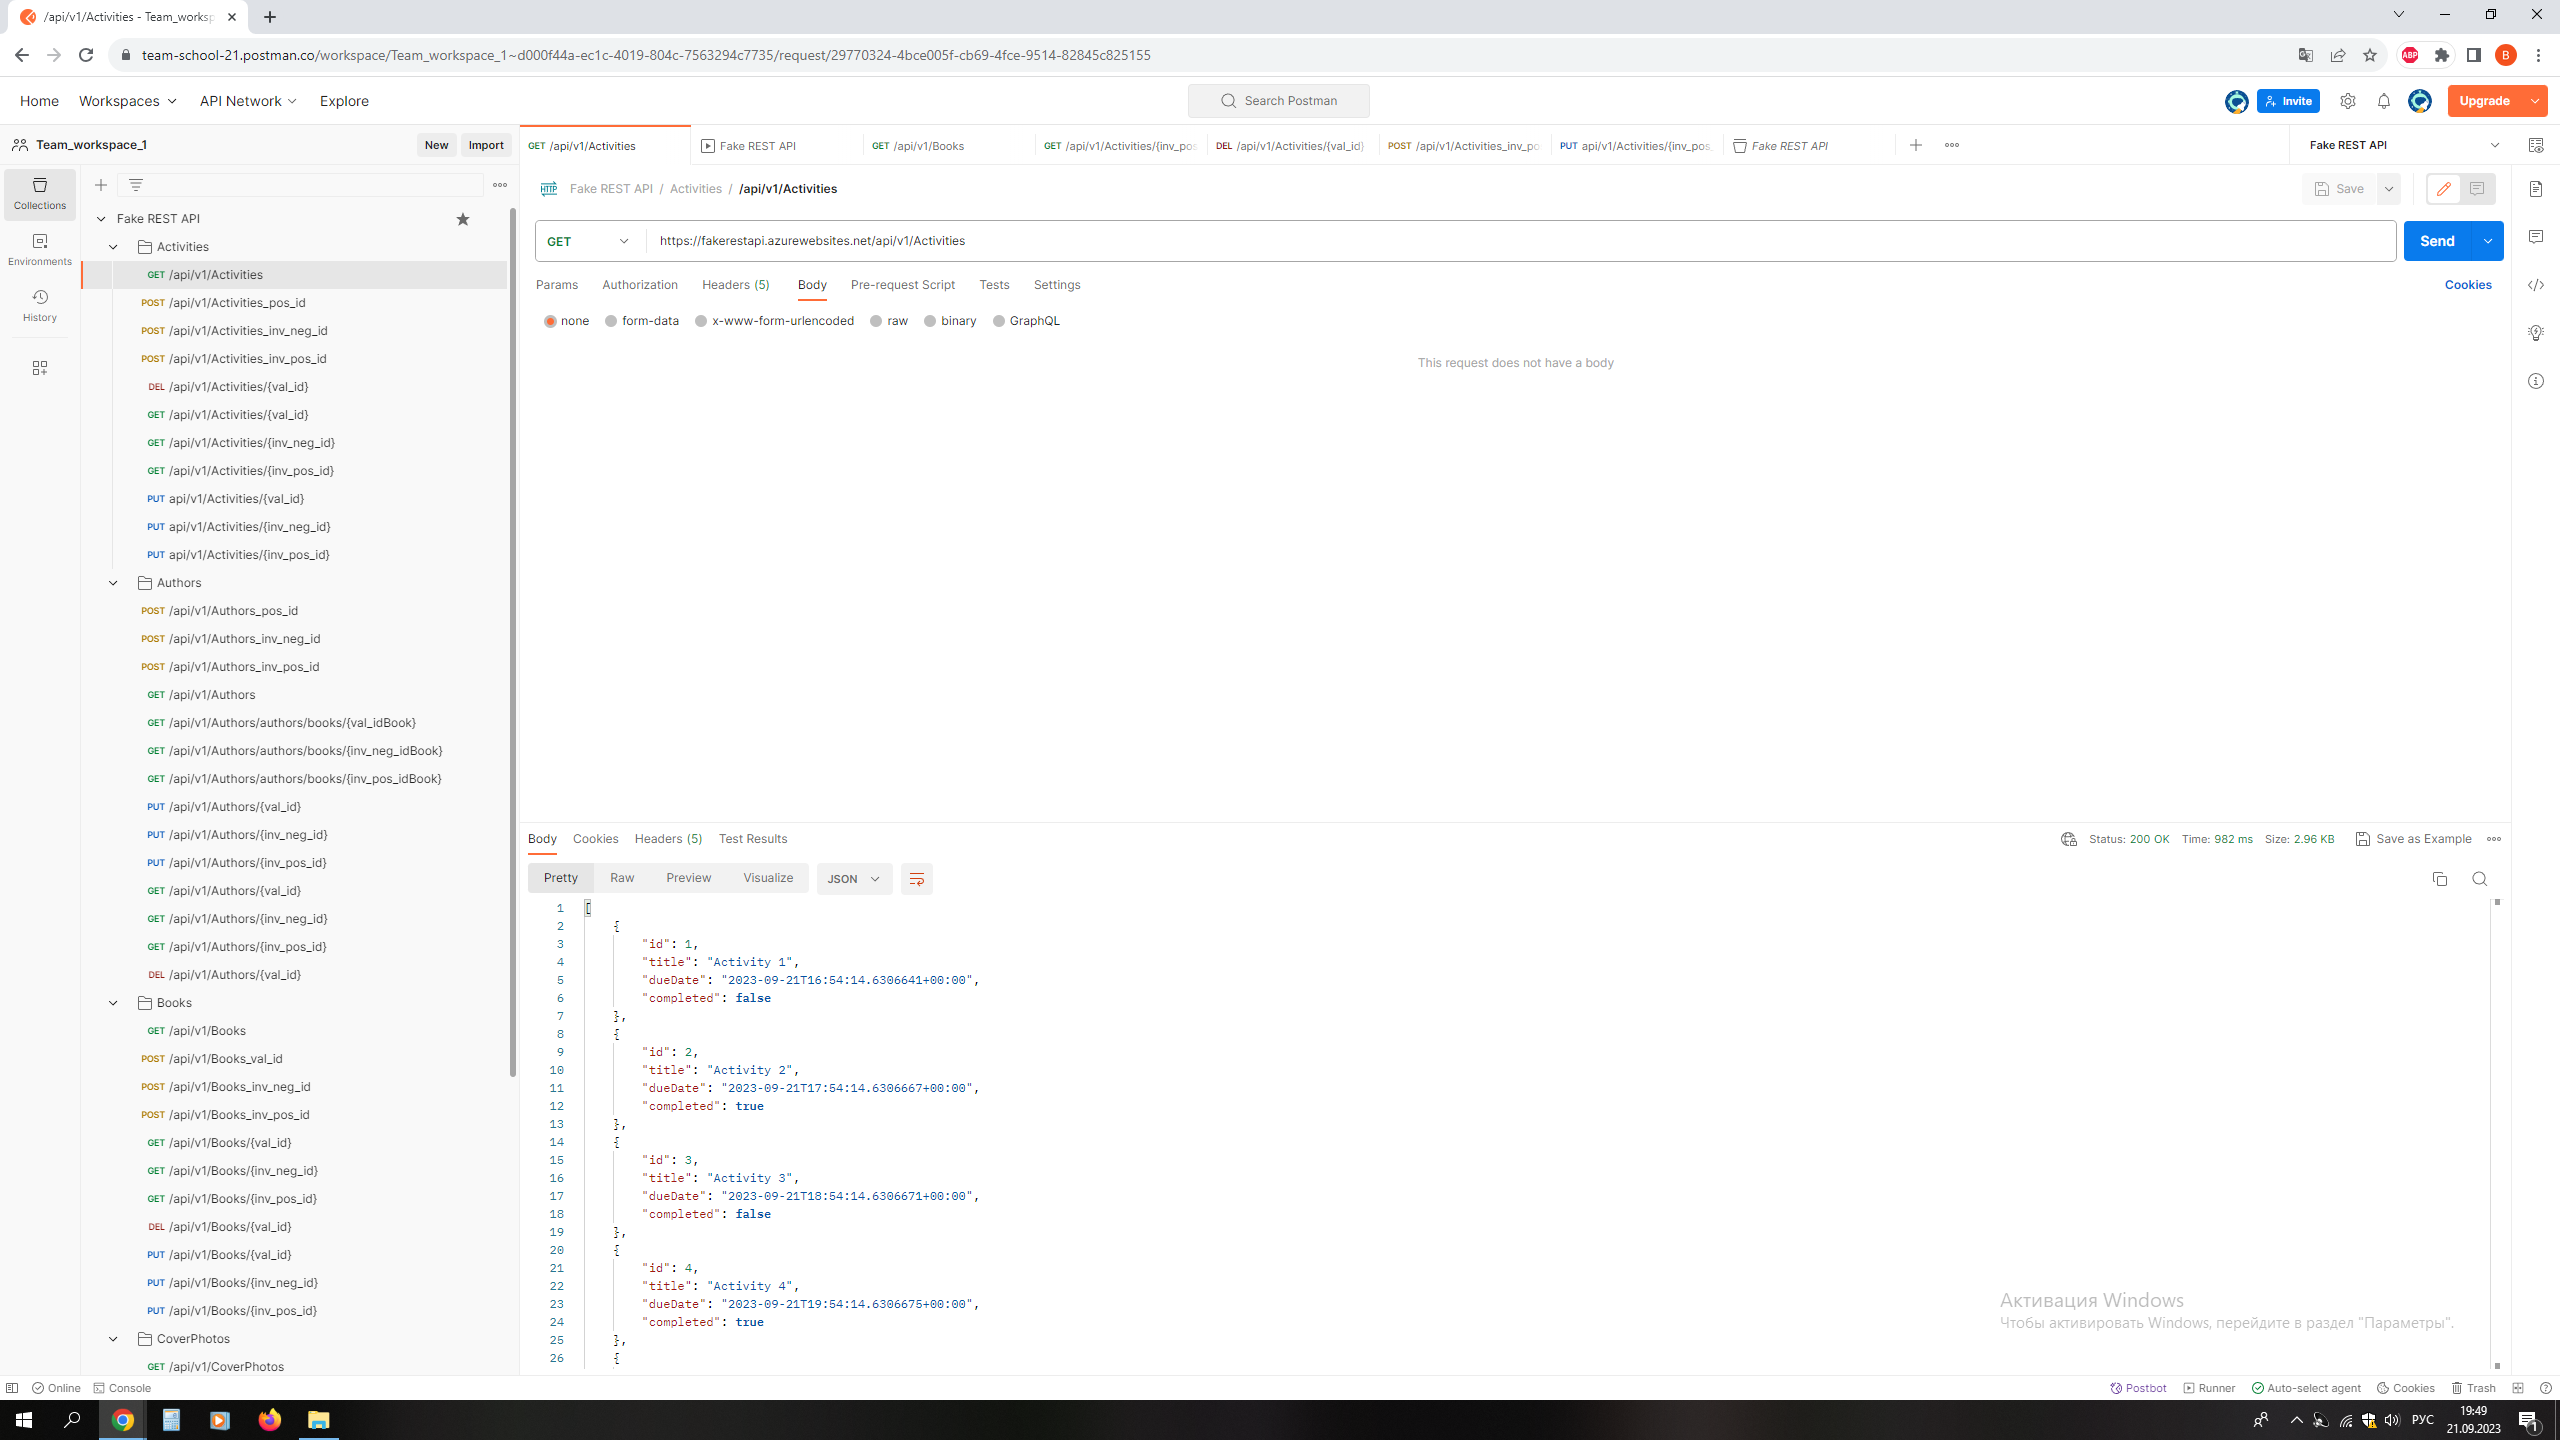 /api/v1/Activities - Team_worksp
team-school-21.postman.co/workspace/Team_workspace_1~d000f44a-ec1c-4019-804c-7563294c7735/request/29770324-4bce005f-cb69-4fce-9514-82845c825155
ABP
B
Home Workspaces API Network Explore
Search Postman
Invite
Upgrade
Team_workspace_1
New Import
GET /api/v1/Activities
Fake REST API
GET /api/v1/Books
GET /api/v1/Activities/{inv_pos
DEL /api/v1/Activities/{val_id}
POST /api/v1/Activities_inv_po
PUT api/v1/Activities/{inv_pos_
Fake REST API
Fake REST API
Collections
Environments
History
Fake REST API
Activities
GET /api/v1/Activities
POST /api/v1/Activities_pos_id
POST /api/v1/Activities_inv_neg_id
POST /api/v1/Activities_inv_pos_id
DEL /api/v1/Activities/{val_id}
GET /api/v1/Activities/{val_id}
GET /api/v1/Activities/{inv_neg_id}
GET /api/v1/Activities/{inv_pos_id}
PUT api/v1/Activities/{val_id}
PUT api/v1/Activities/{inv_neg_id}
PUT api/v1/Activities/{inv_pos_id}
Authors
POST /api/v1/Authors_pos_id
POST /api/v1/Authors_inv_neg_id
POST /api/v1/Authors_inv_pos_id
GET /api/v1/Authors
GET /api/v1/Authors/authors/books/{val_idBook}
GET /api/v1/Authors/authors/books/{inv_neg_idBook}
GET /api/v1/Authors/authors/books/{inv_pos_idBook}
PUT /api/v1/Authors/{val_id}
PUT /api/v1/Authors/{inv_neg_id}
PUT /api/v1/Authors/{inv_pos_id}
GET /api/v1/Authors/{val_id}
GET /api/v1/Authors/{inv_neg_id}
GET /api/v1/Authors/{inv_pos_id}
DEL /api/v1/Authors/{val_id}
Books
GET /api/v1/Books
POST /api/v1/Books_val_id
POST /api/v1/Books_inv_neg_id
POST /api/v1/Books_inv_pos_id
GET /api/v1/Books/{val_id}
GET /api/v1/Books/{inv_neg_id}
GET /api/v1/Books/{inv_pos_id}
DEL /api/v1/Books/{val_id}
PUT /api/v1/Books/{val_id}
PUT /api/v1/Books/{inv_neg_id}
PUT /api/v1/Books/{inv_pos_id}
CoverPhotos
GET /api/v1/CoverPhotos
HTTP Fake REST API / Activities / /api/v1/Activities
Save
GET https://fakerestapi.azurewebsites.net/api/v1/Activities
Send
Params Authorization Headers (5) Body Pre-request Script Tests Settings
Cookies
none form-data x-www-form-urlencoded raw binary GraphQL
This request does not have a body
Body Cookies Headers (5) Test Results
Status: 200 OK Time: 982 ms Size: 2.96 KB Save as Example
Pretty Raw Preview Visualize JSON
1 [
2 {
3 "id": 1,
4 "title": "Activity 1",
5 "dueDate": "2023-09-21T16:54:14.6306641+00:00",
6 "completed": false
7 },
8 {
9 "id": 2,
10 "title": "Activity 2",
11 "dueDate": "2023-09-21T17:54:14.6306667+00:00",
12 "completed": true
13 },
14 {
15 "id": 3,
16 "title": "Activity 3",
17 "dueDate": "2023-09-21T18:54:14.6306671+00:00",
18 "completed": false
19 },
20 {
21 "id": 4,
22 "title": "Activity 4",
23 "dueDate": "2023-09-21T19:54:14.6306675+00:00",
24 "completed": true
25 },
26 {
Активация Windows
Чтобы активировать Windows, перейдите в раздел "Параметры".
Online Console
Postbot Runner Auto-select agent Cookies Trash
РУС
19:49
21.09.2023
1